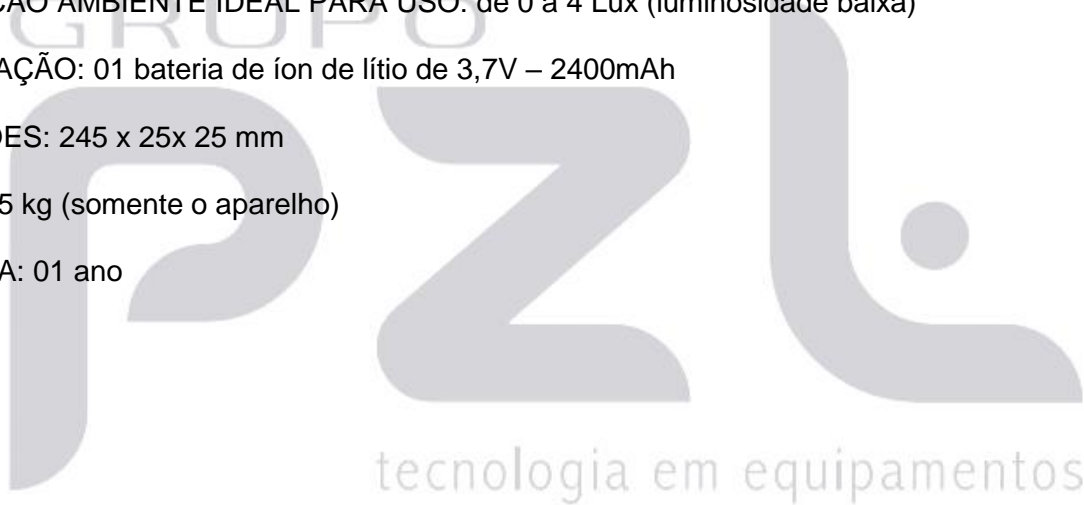 GRUPO
ÇÃO AMBIENTE IDEAL PARA USO: de 0 a 4 Lux (luminosidade baixa)
AÇÃO: 01 bateria de íon de lítio de 3,7V – 2400mAh
ES: 245 x 25x 25 mm
5 kg (somente o aparelho)
A: 01 ano
PZL
tecnologia em equipamentos